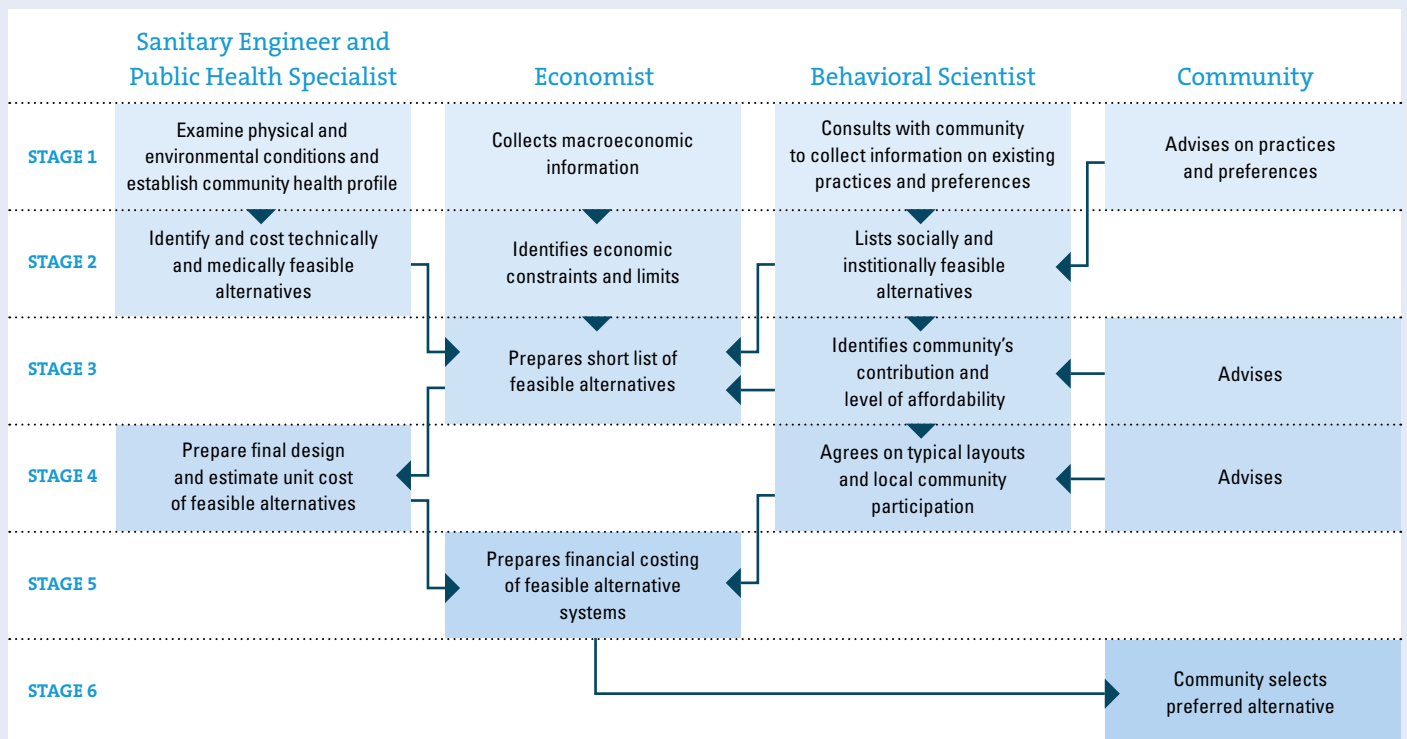 Sanitary Engineer and
Public Health Specialist
Economist
Behavioral Scientist
Community
STAGE 1
Examine physical and
environmental conditions and
establish community health profile
Collects macroeconomic
information
Consults with community
to collect information on existing
practices and preferences
Advises on practices
and preferences
STAGE 2
Identify and cost technically
and medically feasible
alternatives
Identifies economic
constraints and limits
Lists socially and
institionally feasible
alternatives
STAGE 3
Prepares short list of
feasible alternatives
Identifies community’s
contribution and
level of affordability
Advises
STAGE 4
Prepare final design
and estimate unit cost
of feasible alternatives
Agrees on typical layouts
and local community
participation
Advises
STAGE 5
Prepares financial costing
of feasible alternative
systems
STAGE 6
Community selects
preferred alternative